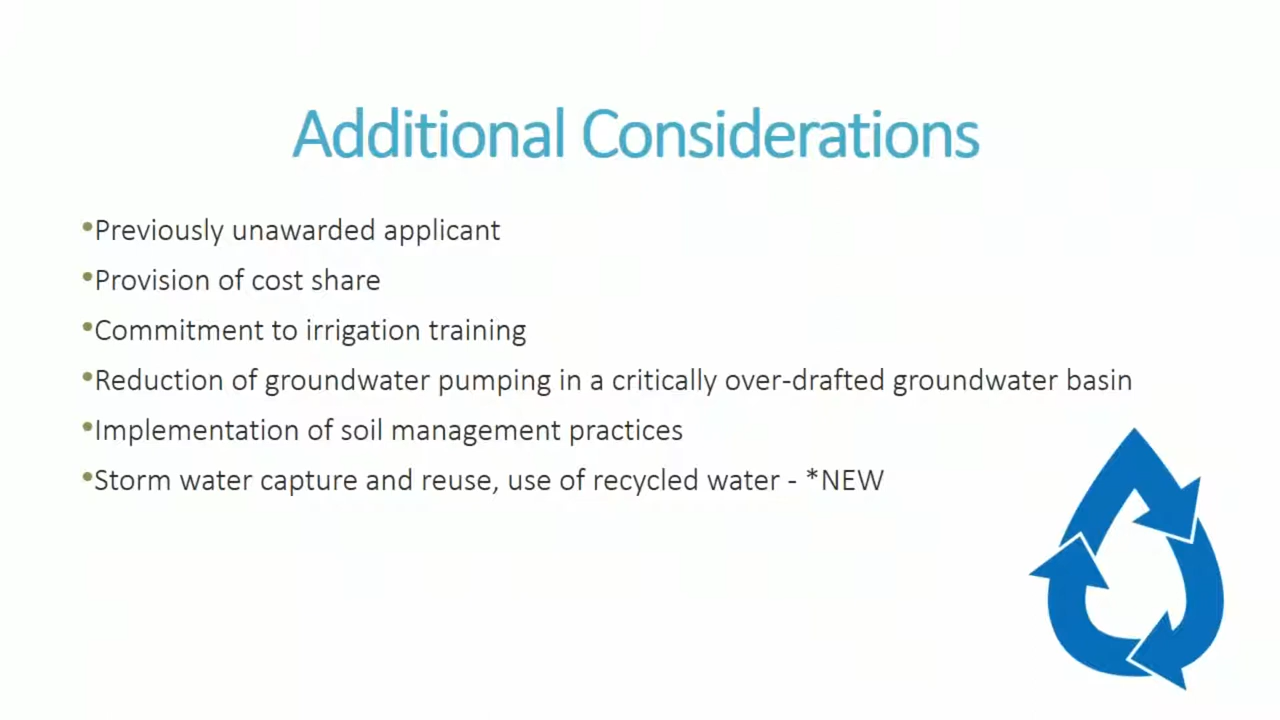 Additional Considerations
•Previously unawarded applicant
•Provision of cost share
•Commitment to irrigation training
•Reduction of groundwater pumping in a critically over-drafted groundwater basin
•Implementation of soil management practices
•Storm water capture and reuse, use of recycled water - *NEW